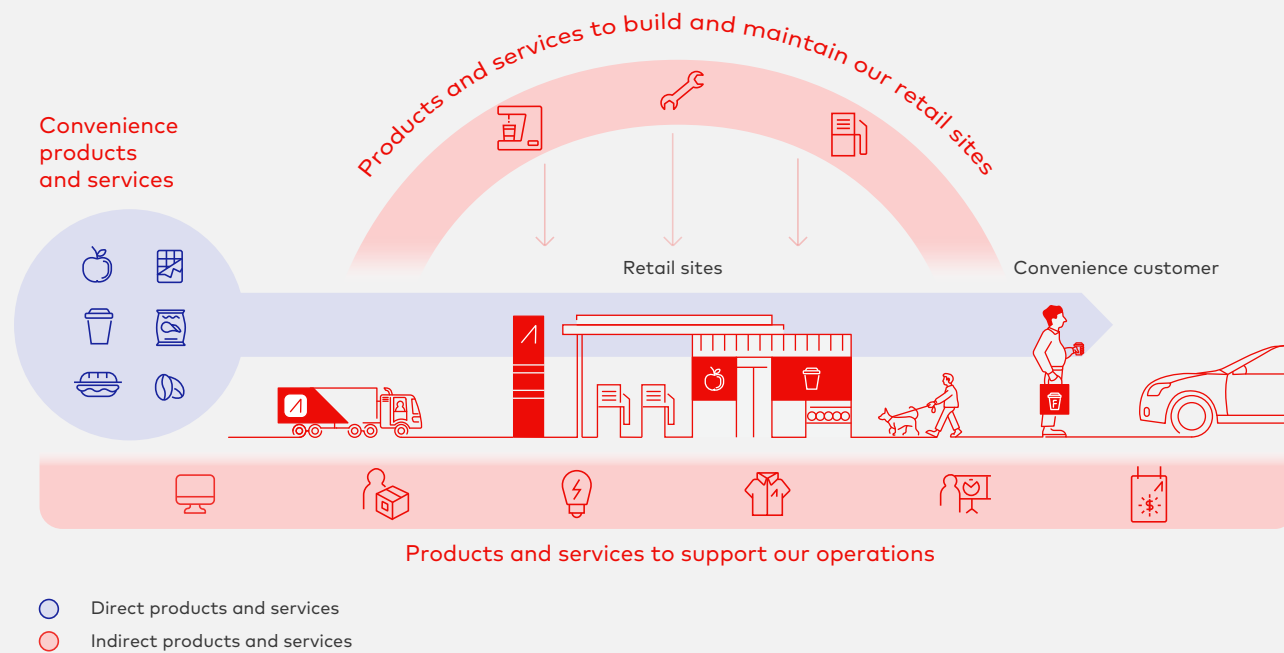 Products and services to build and maintain our retail sites
Convenience
products
and services
Retail sites
Convenience customer
F
$
Products and services to support our operations
Direct products and services
Indirect products and services